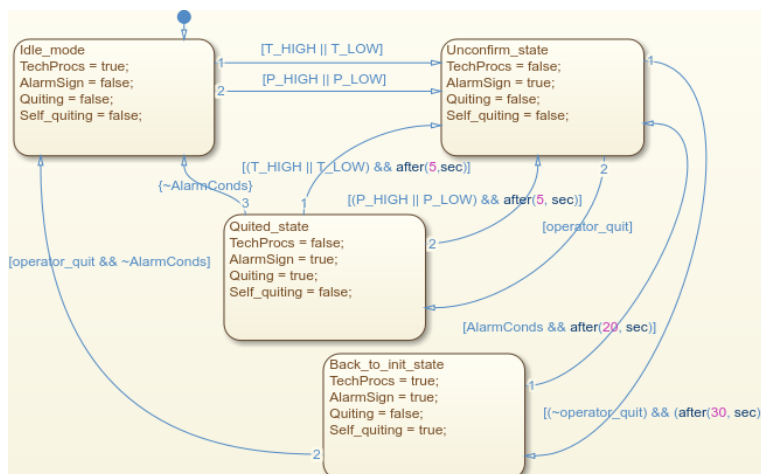 Idle_mode
TechProcs = true;
AlarmSign = false;
Quiting = false;
Self_quiting = false;
1
[T_HIGH || T_LOW]
2
[P_HIGH || P_LOW]
Unconfirm_state
TechProcs = false;
AlarmSign = true;
Quiting = false;
Self_quiting = false;
1
2
[(T_HIGH || T_LOW) && after(5,sec)]
{~AlarmConds}
3
1
[(P_HIGH || P_LOW) && after(5, sec)]
Quited_state
TechProcs = false;
AlarmSign = true;
Quiting = true;
Self_quiting = false;
2
[operator_quit]
[operator_quit && ~AlarmConds]
[AlarmConds && after(20, sec)]
Back_to_init_state
TechProcs = true;
AlarmSign = true;
Quiting = false;
Self_quiting = true;
1
2
[(~operator_quit) && (after(30, sec)